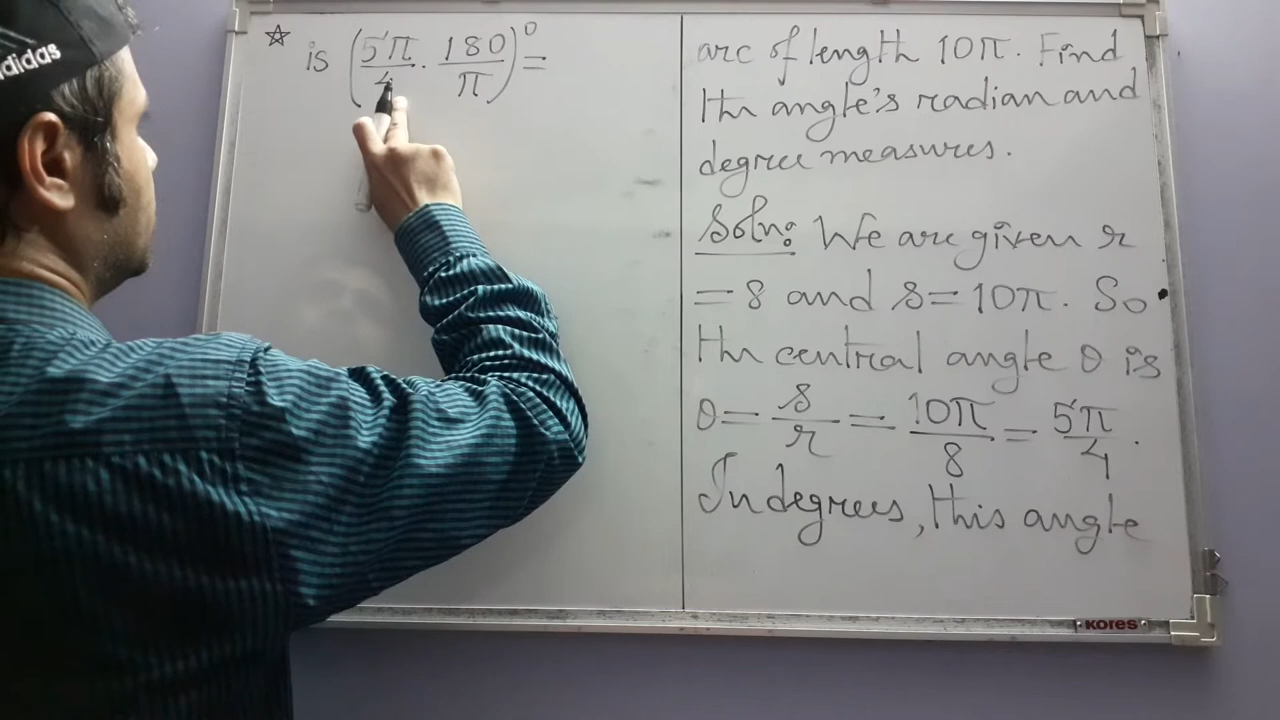 adidas
☆ is (5π/4 · 180/π)° =
arc of length 10π. Find
the angle's radian and
degree measures.
Soln: We are given r
= 8 and s = 10π. So
the central angle θ is
θ = s/r = 10π/8 = 5π/4.
In degrees, this angle
KORES